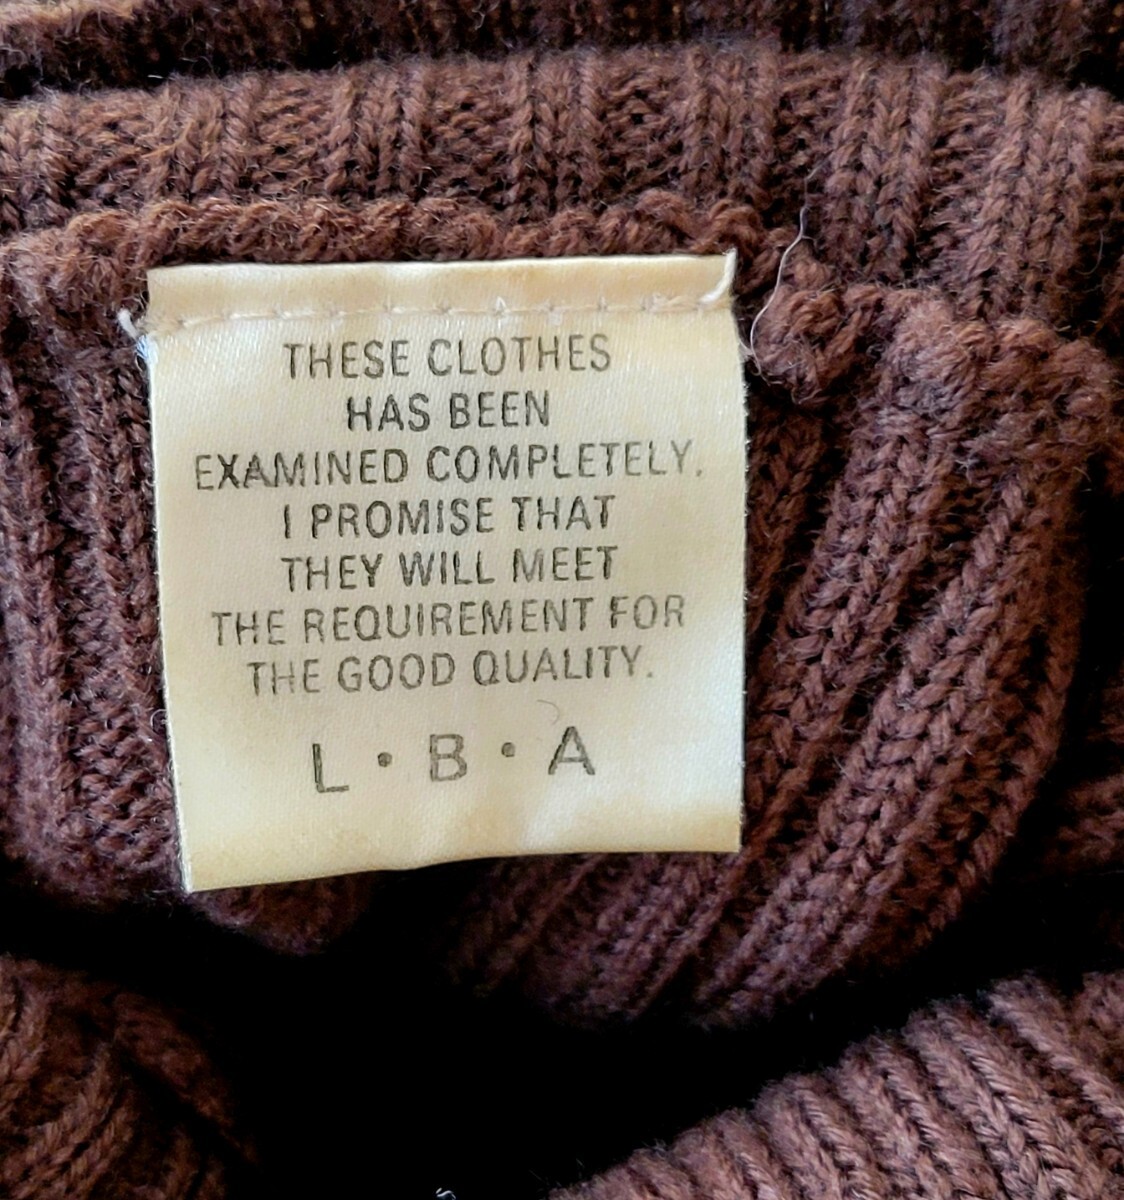 THESE CLOTHES
HAS BEEN
EXAMINED COMPLETELY.
I PROMISE THAT
THEY WILL MEET
THE REQUIREMENT FOR
THE GOOD QUALITY.
L • B • A